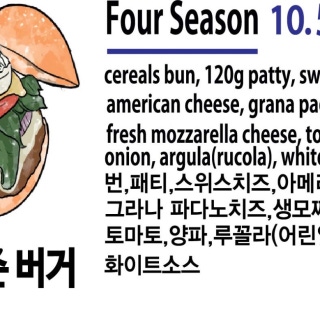 Four Season 10.5
cereals bun, 120g patty, sw
american cheese, grana pa
fresh mozzarella cheese, to
onion, argula(rucola), white
번,패티,스위스치즈,아메
그라나 파다노치즈,생모
토마토,양파,루꼴라(어린
화이트소스
버거